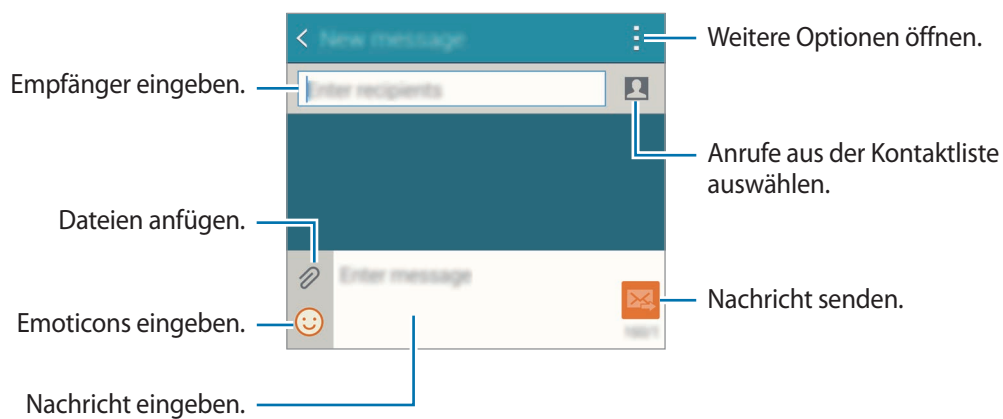 New message
Weitere Optionen öffnen.
Empfänger eingeben.
Enter recipients
Anrufe aus der Kontaktliste
auswählen.
Dateien anfügen.
Enter message
Nachricht senden.
Emoticons eingeben.
Nachricht eingeben.